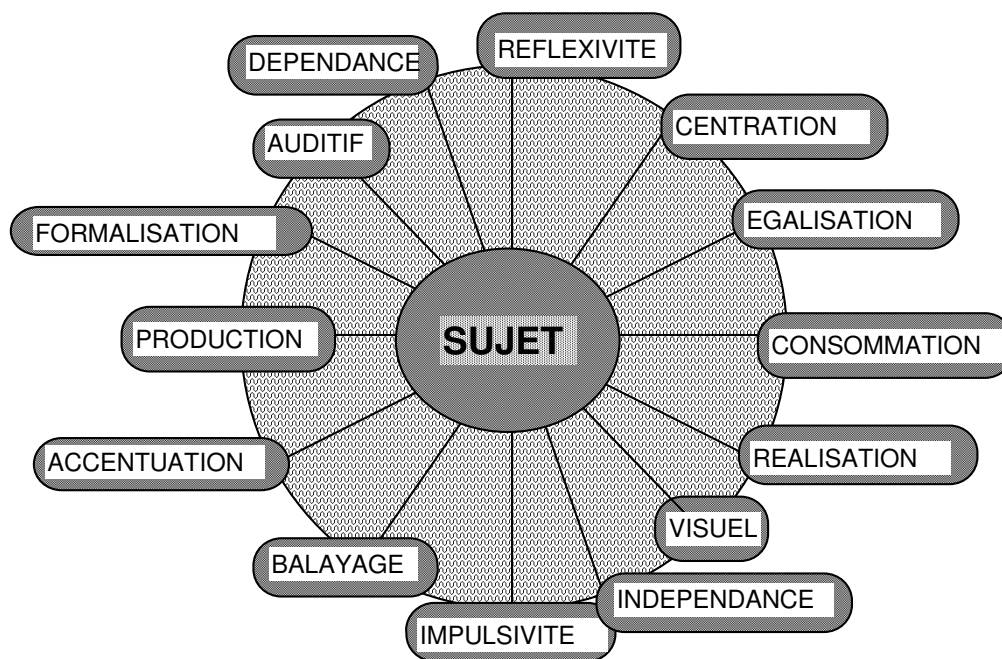 REFLEXIVITE
DEPENDANCE
CENTRATION
AUDITIF
EGALISATION
FORMALISATION
PRODUCTION
SUJET
CONSOMMATION
ACCENTUATION
REALISATION
VISUEL
BALAYAGE
INDEPENDANCE
IMPULSIVITE